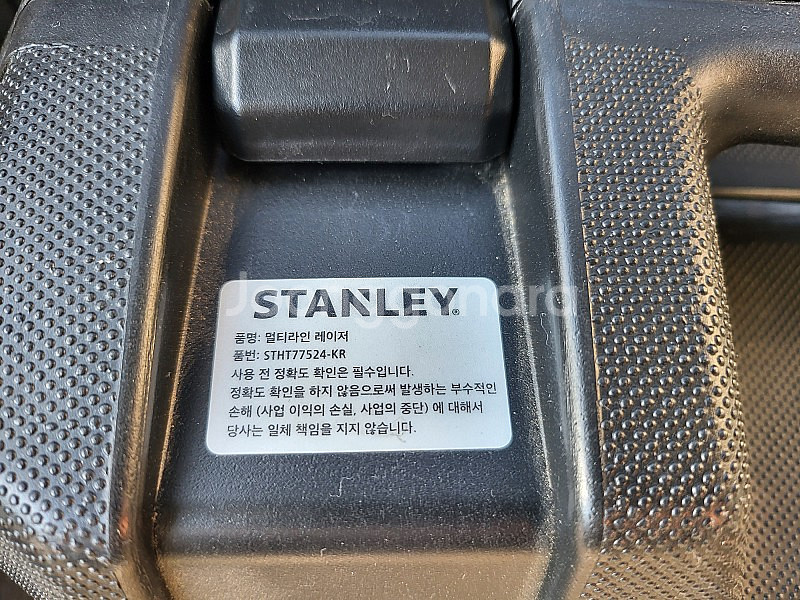 STANLEY®
품명: 멀티라인 레이저
품번: STHT77524-KR
사용 전 정확도 확인은 필수입니다.
정확도 확인을 하지 않음으로써 발생하는 부수적인
손해 (사업 이익의 손실, 사업의 중단) 에 대해서
당사는 일체 책임을 지지 않습니다.